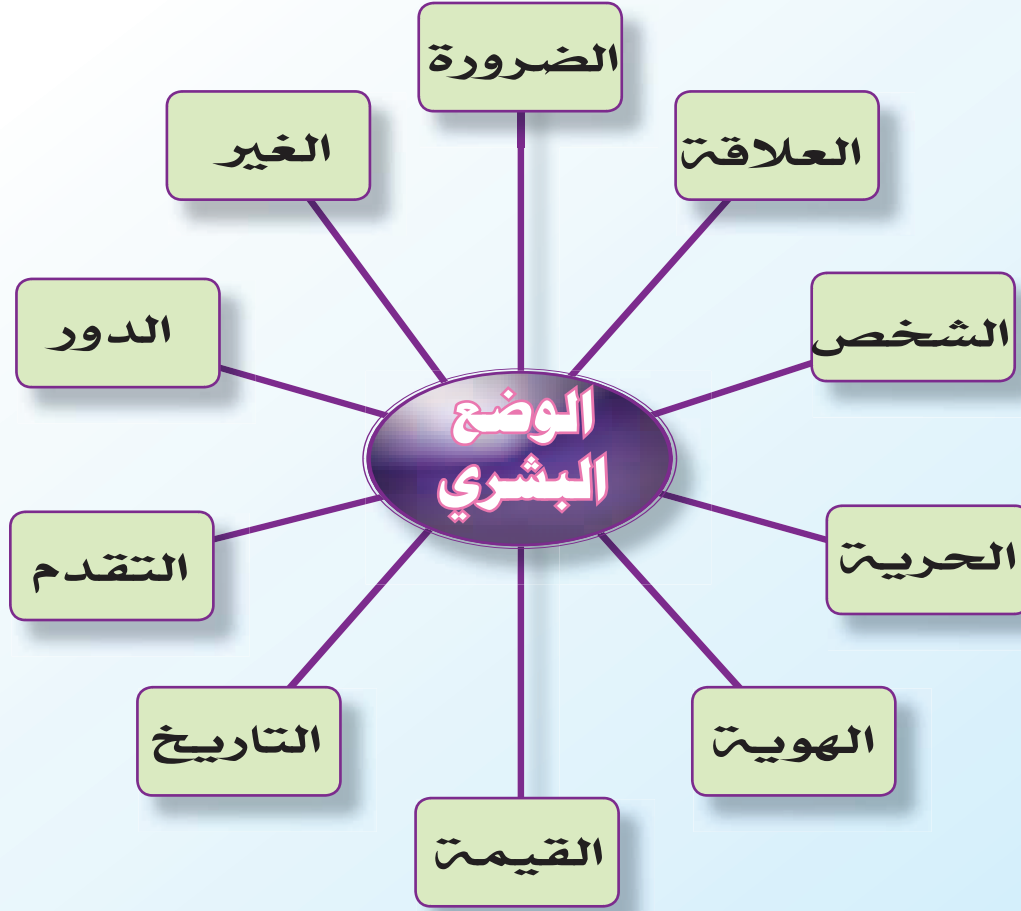 الضرورة
العلاقة
الغير
الشخص
الدور
الوضع
البشري
الحرية
التقدم
الهوية
التاريخ
القيمة